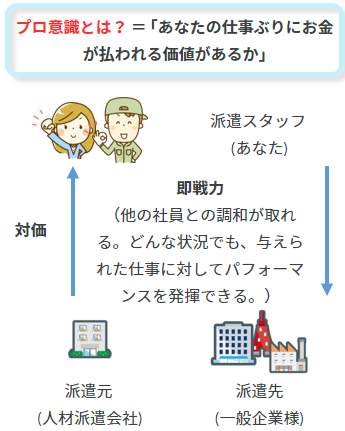 プロ意識とは？ ＝「あなたの仕事ぶりにお金
が払われる価値があるか」
派遣スタッフ
(あなた)
対価
即戦力
（他の社員との調和が取れ
る。どんな状況でも、与えら
れた仕事に対してパフォーマ
ンスを発揮できる。）
派遣元
(人材派遣会社)
派遣先
(一般企業様)